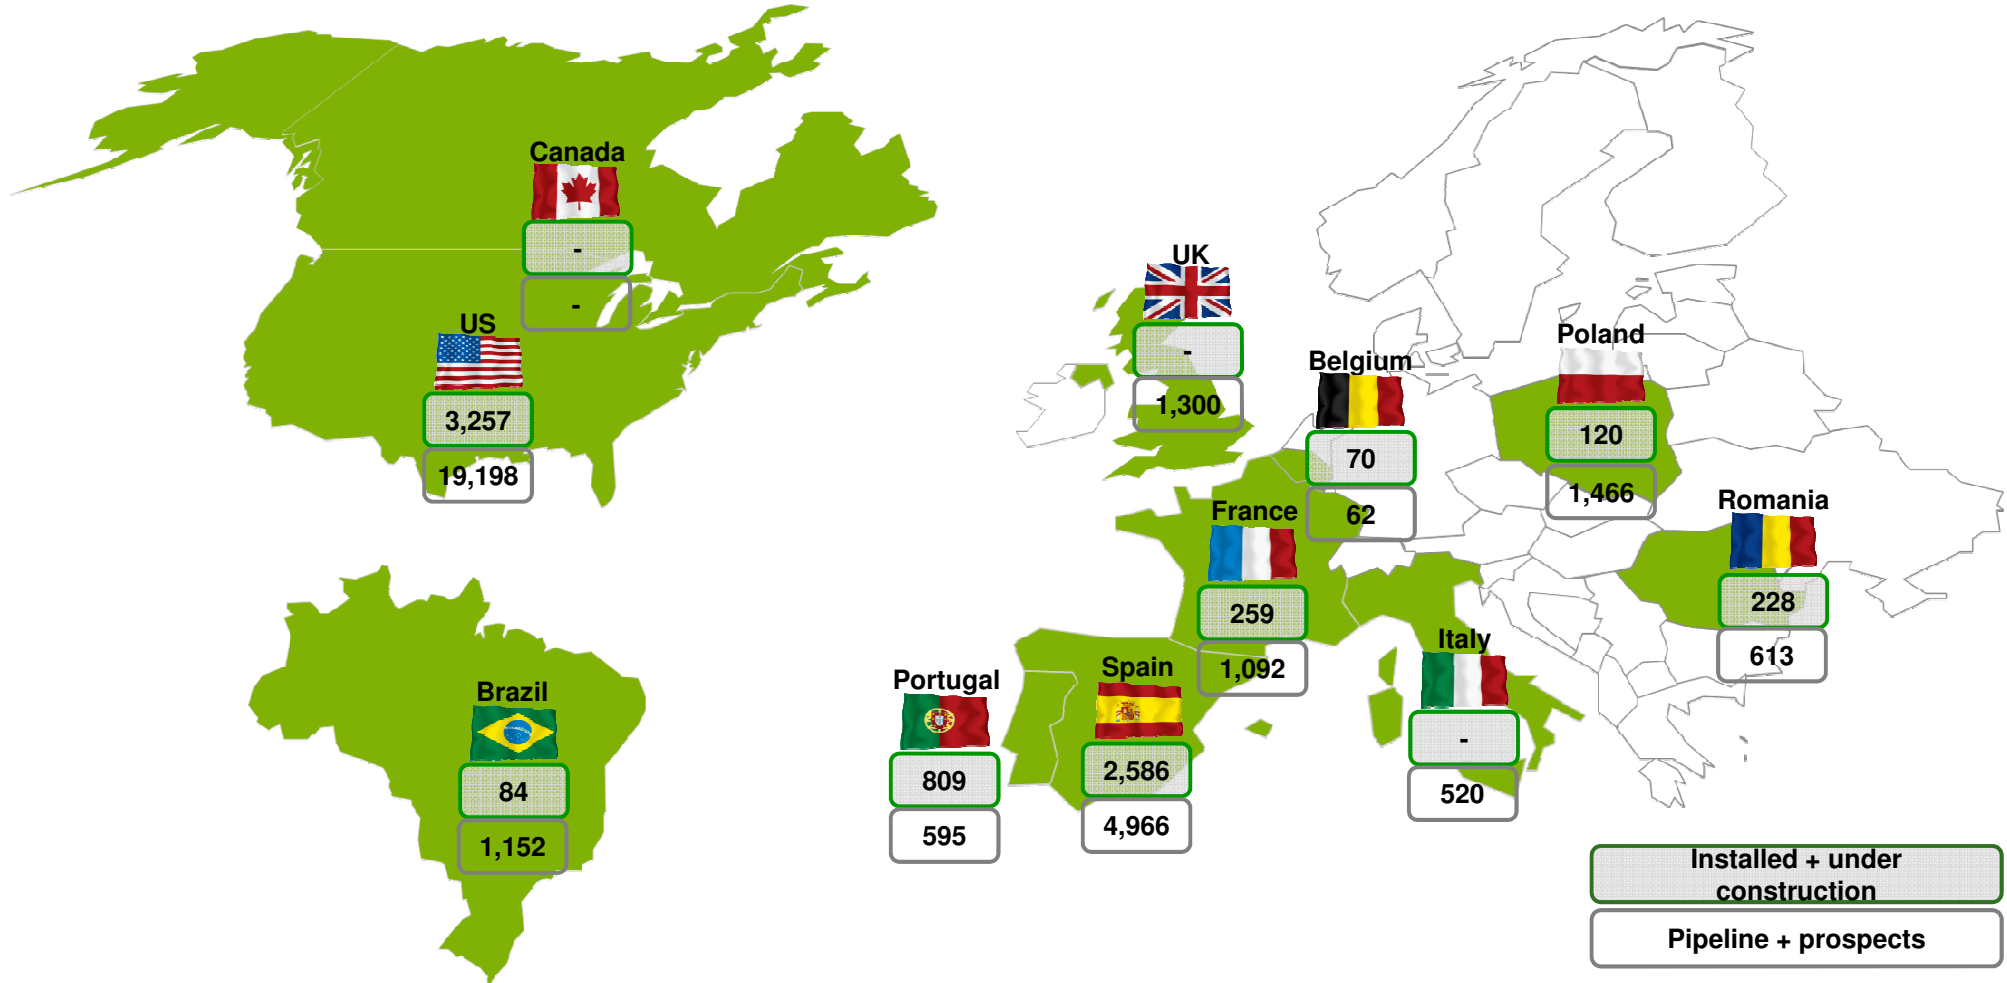 Canada
-
-
US
3,257
19,198
Brazil
84
1,152
UK
-
1,300
Belgium
70
62
Poland
120
1,466
France
259
1,092
Romania
228
613
Italy
-
520
Portugal
809
595
Spain
2,586
4,966
Installed + under
construction
Pipeline + prospects